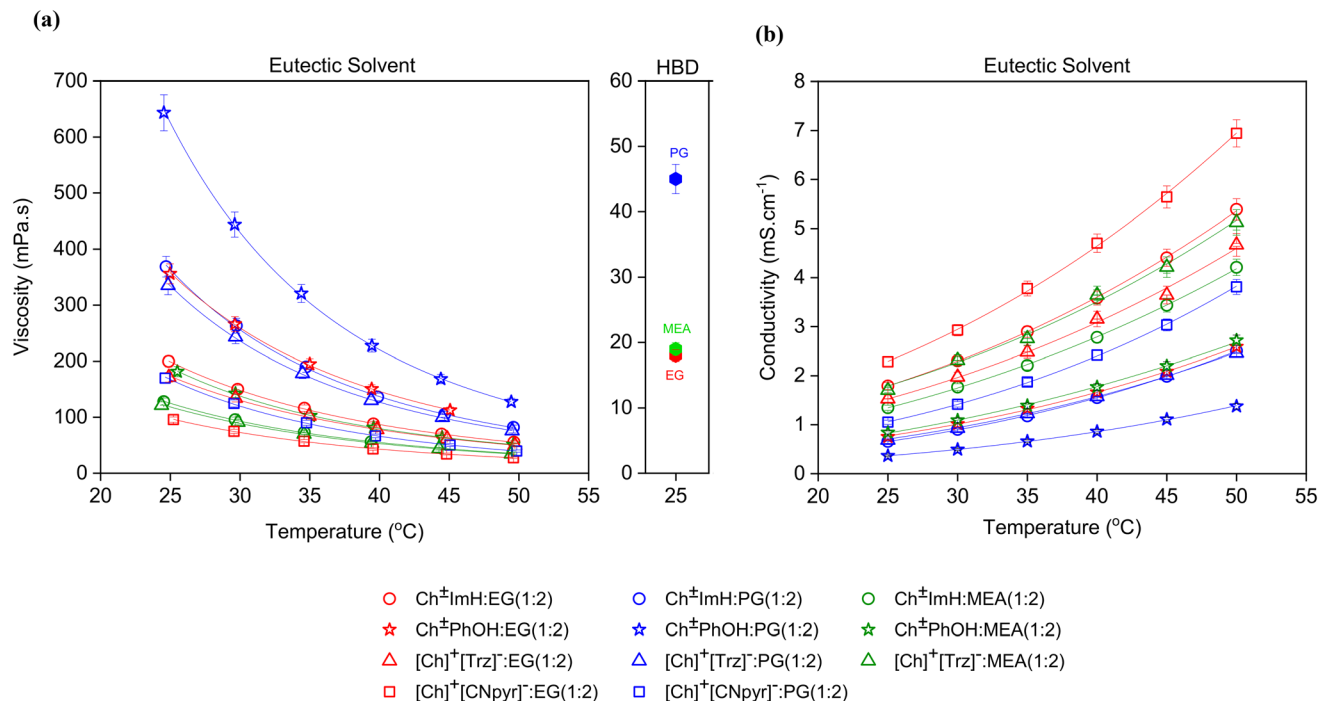 (a)
Eutectic Solvent
HBD
Viscosity (mPa.s)
700
600
500
400
300
200
100
0
20 25 30 35 40 45 50 55
Temperature (°C)
60
50
40
30
20
10
0
PG
MEA
EG
25
(b)
Eutectic Solvent
Conductivity (mS.cm⁻¹)
8
7
6
5
4
3
2
1
0
20 25 30 35 40 45 50 55
Temperature (°C)
Ch±ImH:EG(1:2) Ch±ImH:PG(1:2) Ch±ImH:MEA(1:2)
Ch±PhOH:EG(1:2) Ch±PhOH:PG(1:2) Ch±PhOH:MEA(1:2)
[Ch]⁺[Trz]⁻:EG(1:2) [Ch]⁺[Trz]⁻:PG(1:2) [Ch]⁺[Trz]⁻:MEA(1:2)
[Ch]⁺[CNpyr]⁻:EG(1:2) [Ch]⁺[CNpyr]⁻:PG(1:2)